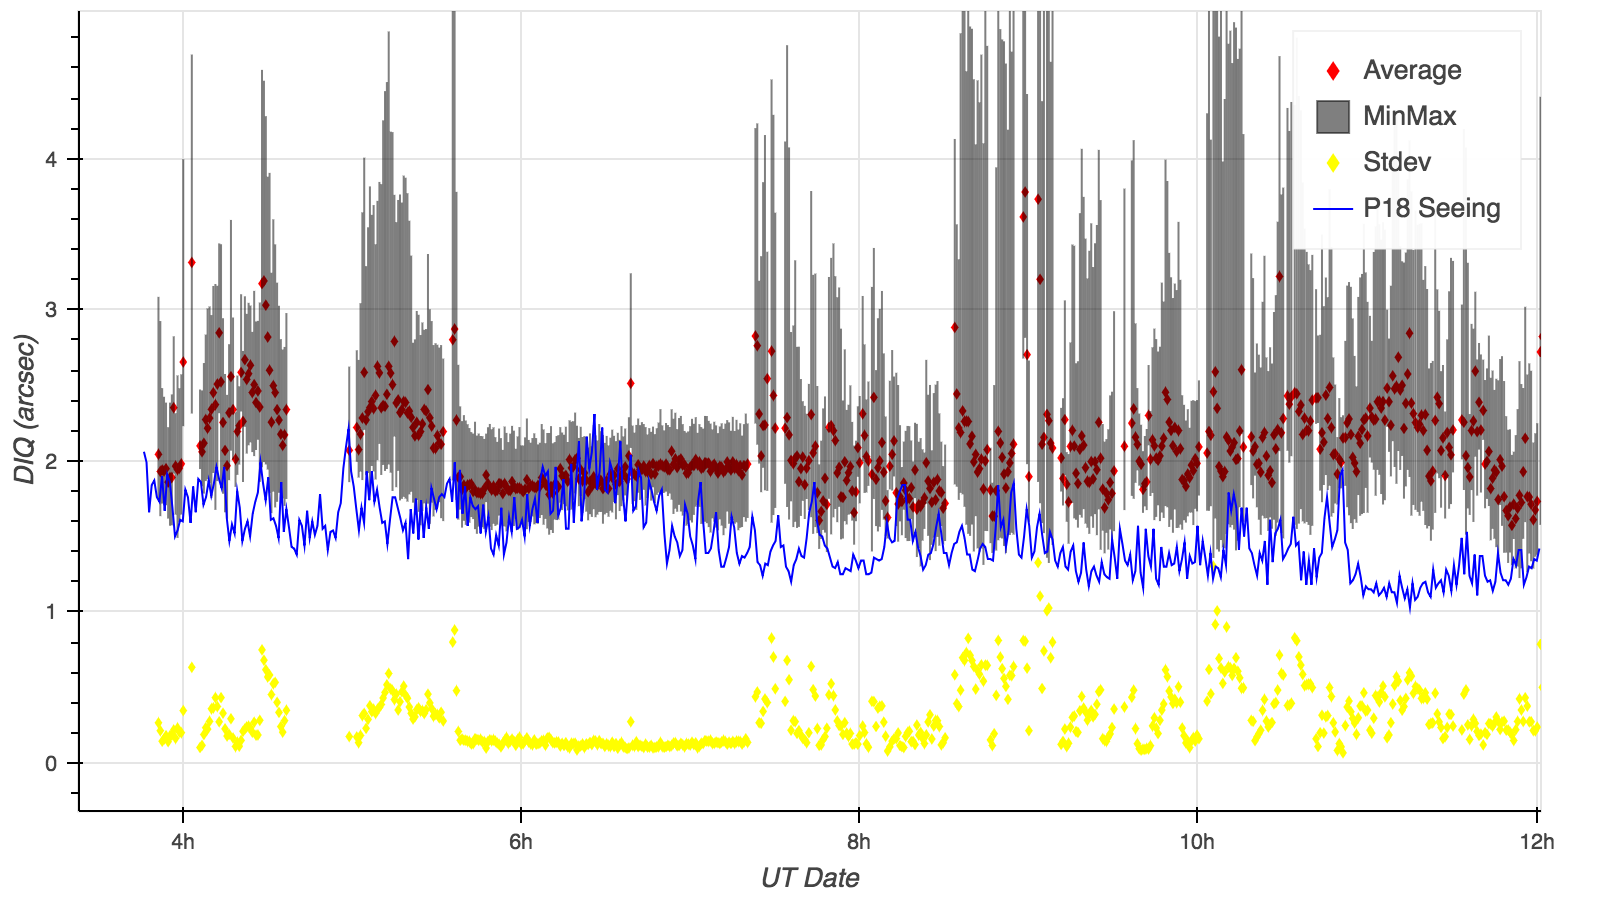 Average
MinMax
Stdev
P18 Seeing
DIQ (arcsec)
4
3
2
1
0
4h 6h 8h 10h 12h
UT Date